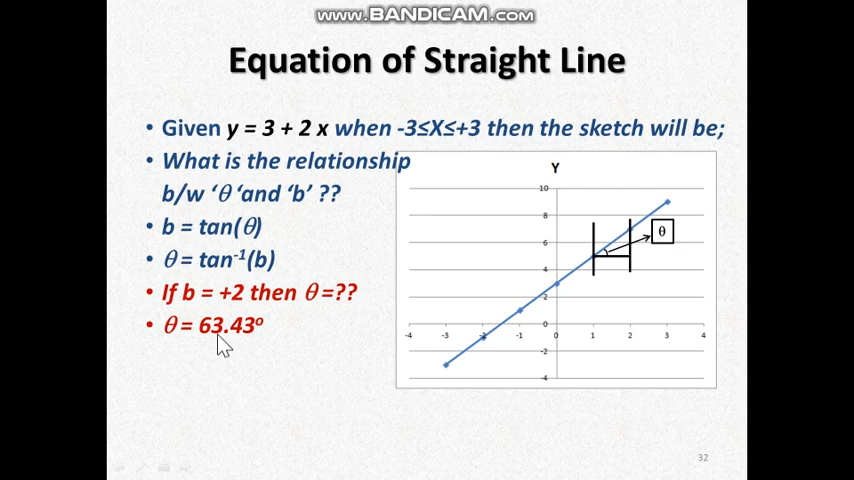 www.BANDICAM.com
Equation of Straight Line
• Given y = 3 + 2 x when -3≤X≤+3 then the sketch will be;
• What is the relationship
b/w ‘θ ‘and ‘b’ ??
• b = tan(θ)
• θ = tan⁻¹(b)
• If b = +2 then θ =??
• θ = 63.43º
Y
10
8
6
4
2
0
-2
-4
-4 -3 -2 -1 0 1 2 3 4
θ
32